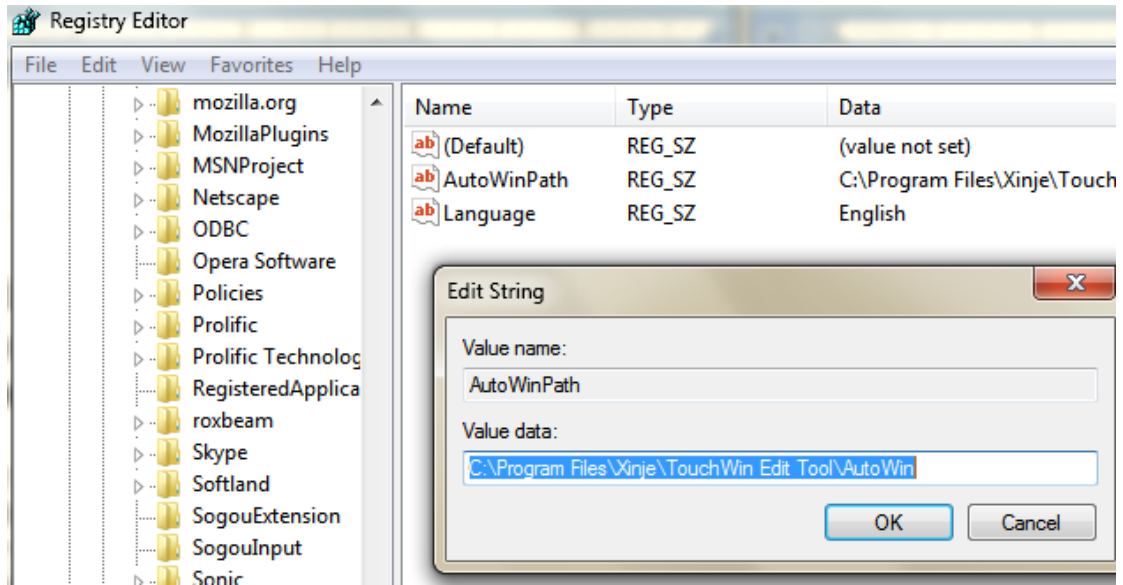 Registry Editor
File Edit View Favorites Help
mozilla.org
MozillaPlugins
MSNProject
Netscape
ODBC
Opera Software
Policies
Prolific
Prolific Technolog
RegisteredApplica
roxbeam
Skype
Softland
SogouExtension
SogouInput
Sonic
Name Type Data
ab (Default) REG_SZ (value not set)
ab AutoWinPath REG_SZ C:\Program Files\Xinje\Touch
ab Language REG_SZ English
Edit String
Value name:
AutoWinPath
Value data:
C:\Program Files\Xinje\TouchWin Edit Tool\AutoWin
OK Cancel